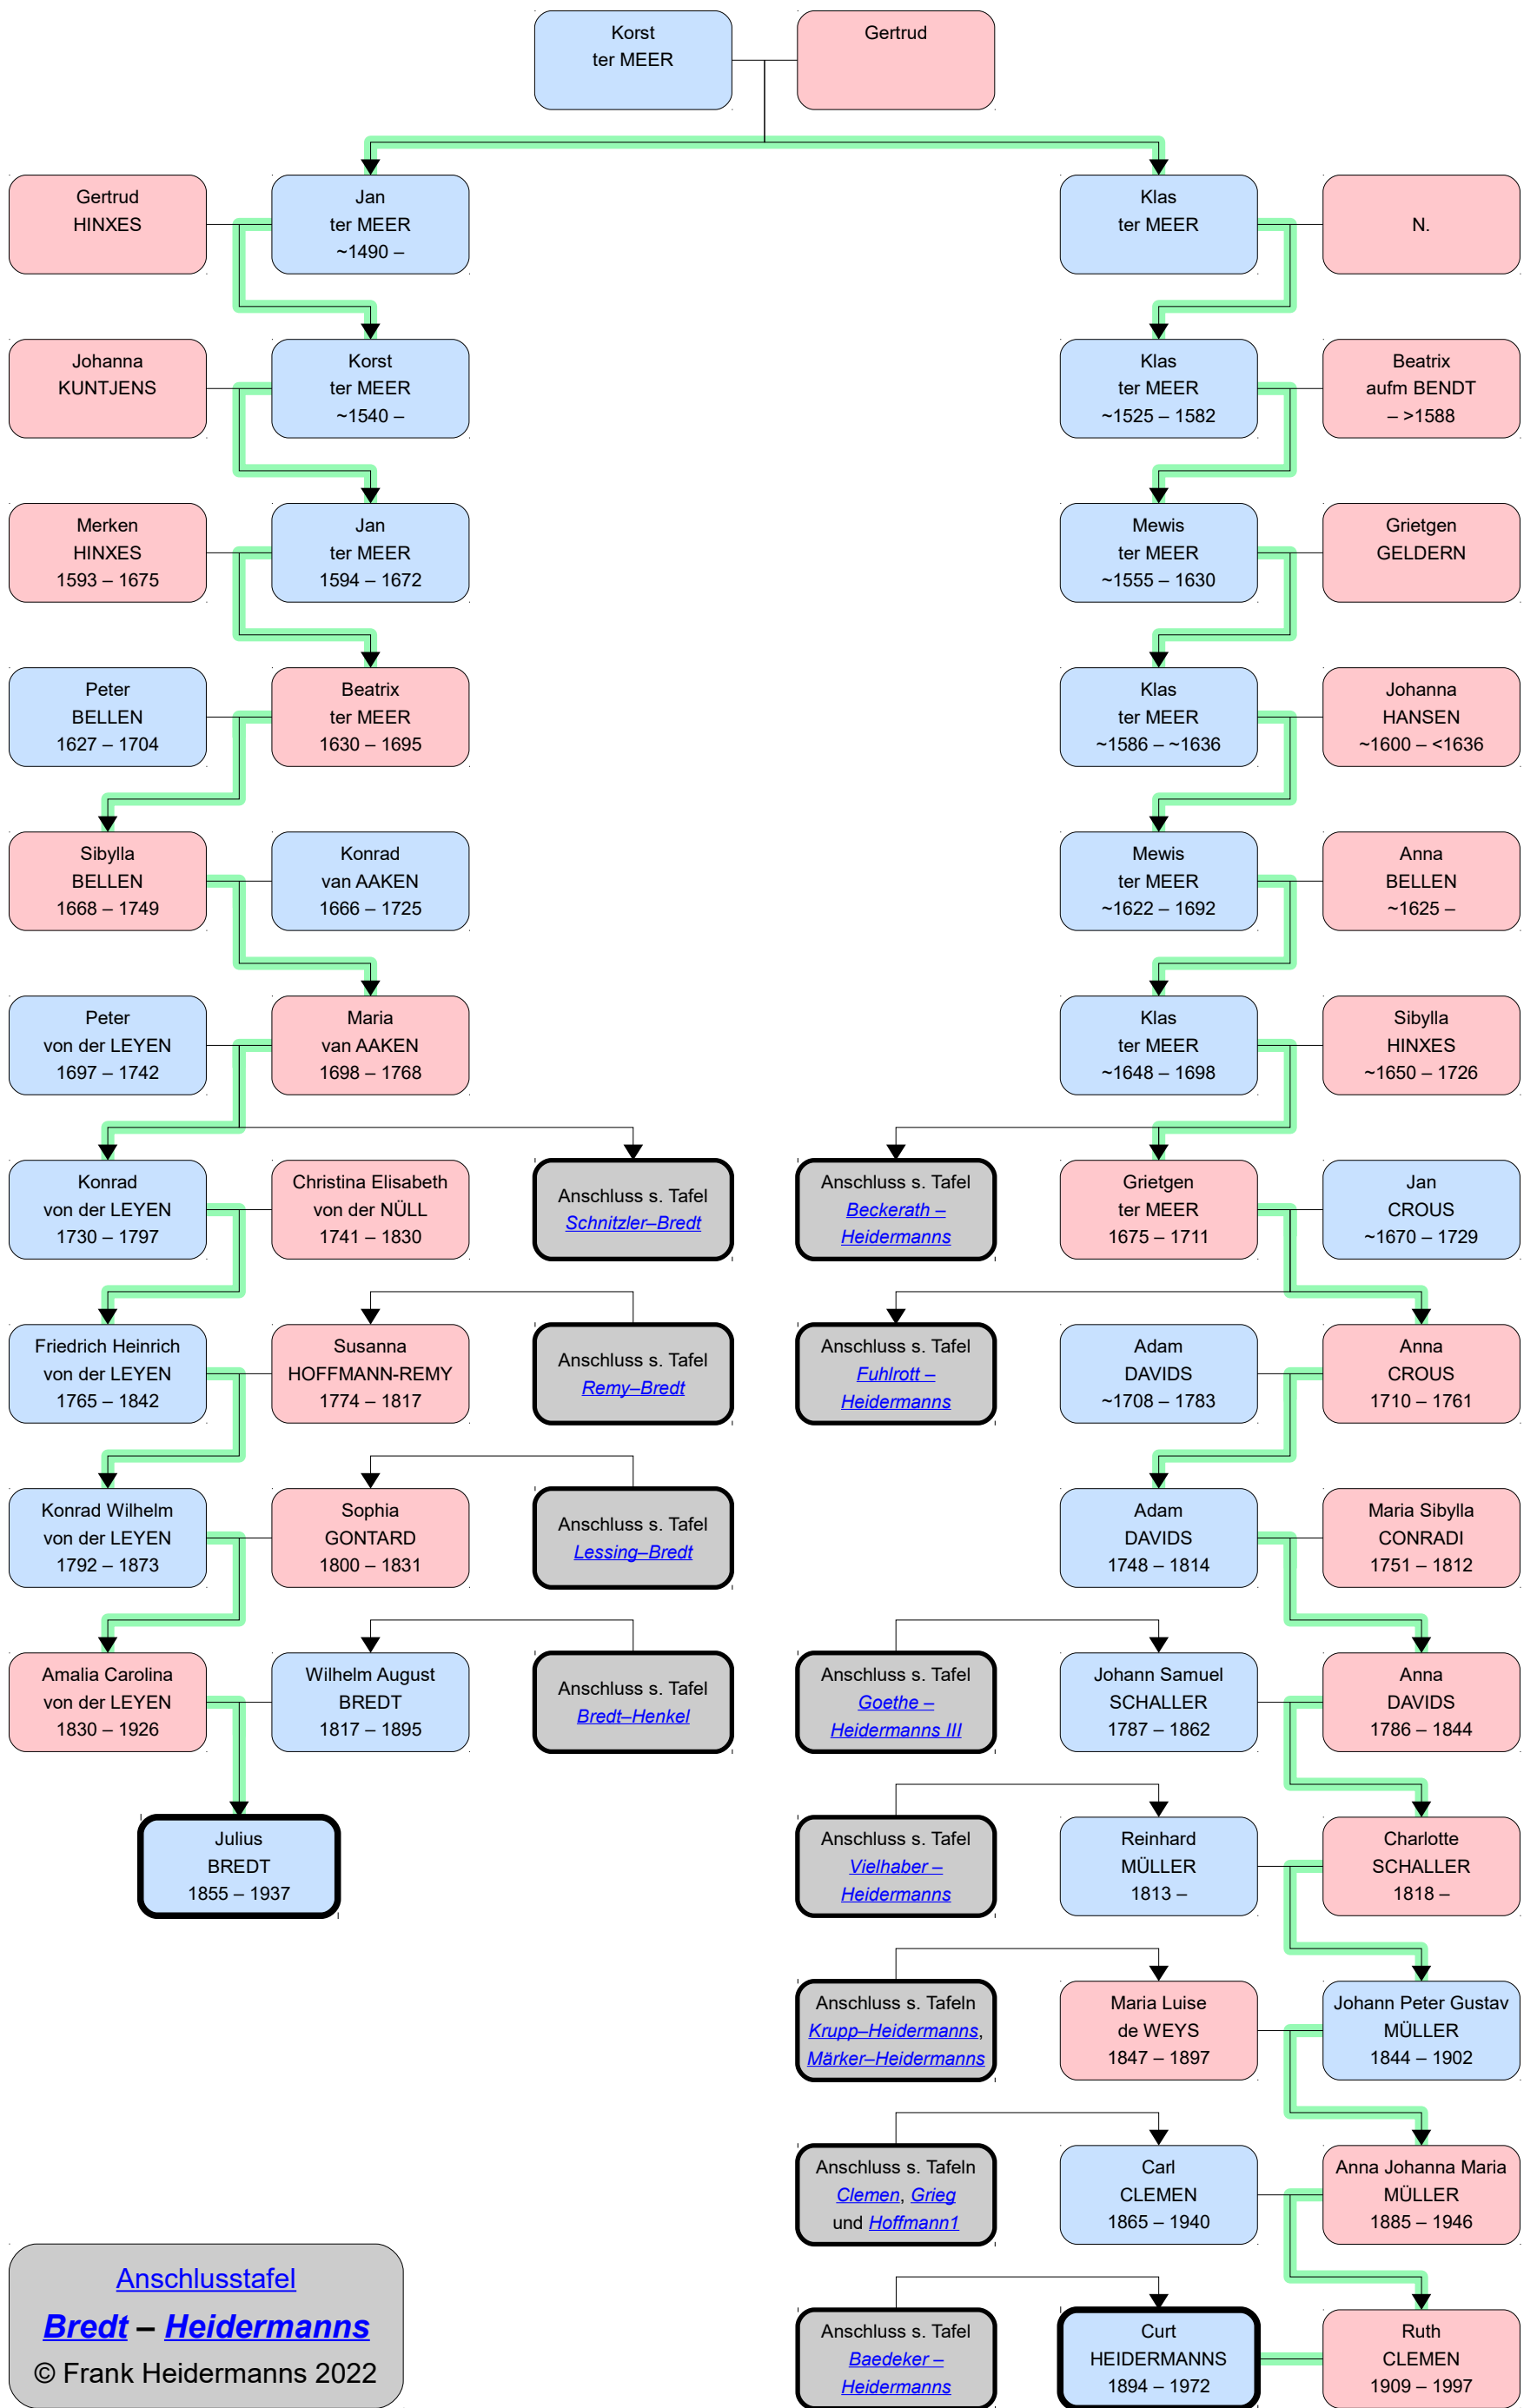 Korst
ter MEER
Gertrud
Gertrud
HINXES
Jan
ter MEER
~1490 –
Klas
ter MEER
N.
Johanna
KUNTJENS
Korst
ter MEER
~1540 –
Klas
ter MEER
~1525 – 1582
Beatrix
aufm BENDT
– >1588
Merken
HINXES
1593 – 1675
Jan
ter MEER
1594 – 1672
Mewis
ter MEER
~1555 – 1630
Grietgen
GELDERN
Peter
BELLEN
1627 – 1704
Beatrix
ter MEER
1630 – 1695
Klas
ter MEER
~1586 – ~1636
Johanna
HANSEN
~1600 – <1636
Sibylla
BELLEN
1668 – 1749
Konrad
van AAKEN
1666 – 1725
Mewis
ter MEER
~1622 – 1692
Anna
BELLEN
~1625 –
Peter
von der LEYEN
1697 – 1742
Maria
van AAKEN
1698 – 1768
Klas
ter MEER
~1648 – 1698
Sibylla
HINXES
~1650 – 1726
Konrad
von der LEYEN
1730 – 1797
Christina Elisabeth
von der NÜLL
1741 – 1830
Anschluss s. Tafel
Schnitzler–Bredt
Anschluss s. Tafel
Beckerath –
Heidermanns
Grietgen
ter MEER
1675 – 1711
Jan
CROUS
~1670 – 1729
Friedrich Heinrich
von der LEYEN
1765 – 1842
Susanna
HOFFMANN-REMY
1774 – 1817
Anschluss s. Tafel
Remy–Bredt
Anschluss s. Tafel
Fuhlrott –
Heidermanns
Adam
DAVIDS
~1708 – 1783
Anna
CROUS
1710 – 1761
Konrad Wilhelm
von der LEYEN
1792 – 1873
Sophia
GONTARD
1800 – 1831
Anschluss s. Tafel
Lessing–Bredt
Adam
DAVIDS
1748 – 1814
Maria Sibylla
CONRADI
1751 – 1812
Amalia Carolina
von der LEYEN
1830 – 1926
Wilhelm August
BREDT
1817 – 1895
Anschluss s. Tafel
Bredt–Henkel
Anschluss s. Tafel
Goethe –
Heidermanns III
Johann Samuel
SCHALLER
1787 – 1862
Anna
DAVIDS
1786 – 1844
Julius
BREDT
1855 – 1937
Anschluss s. Tafel
Vielhaber –
Heidermanns
Reinhard
MÜLLER
1813 –
Charlotte
SCHALLER
1818 –
Anschluss s. Tafeln
Krupp–Heidermanns,
Märker–Heidermanns
Maria Luise
de WEYS
1847 – 1897
Johann Peter Gustav
MÜLLER
1844 – 1902
Anschluss s. Tafeln
Clemen, Grieg
und Hoffmann1
Carl
CLEMEN
1865 – 1940
Anna Johanna Maria
MÜLLER
1885 – 1946
Anschlusstafel
Bredt – Heidermanns
© Frank Heidermanns 2022
Anschluss s. Tafel
Baedeker –
Heidermanns
Curt
HEIDERMANNS
1894 – 1972
Ruth
CLEMEN
1909 – 1997